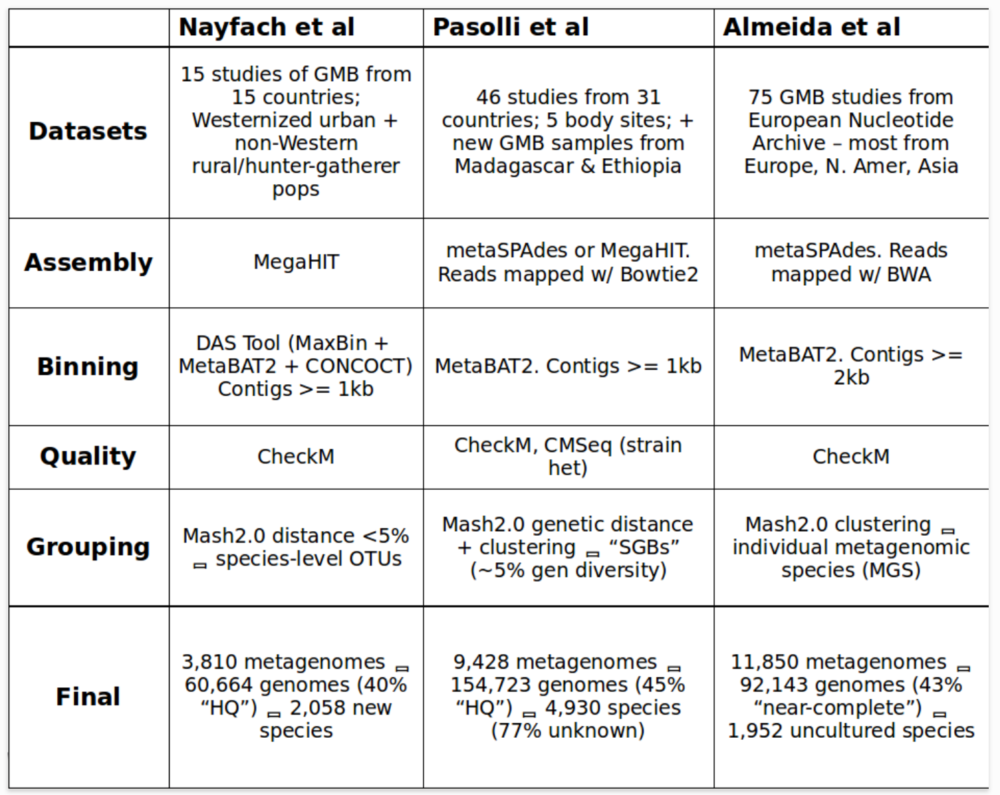 Nayfach et al
Pasolli et al
Almeida et al
Datasets
15 studies of GMB from
15 countries;
Westernized urban +
non-Western
rural/hunter-gatherer
pops
46 studies from 31
countries; 5 body sites; +
new GMB samples from
Madagascar & Ethiopia
75 GMB studies from
European Nucleotide
Archive – most from
Europe, N. Amer, Asia
Assembly
MegaHIT
metaSPAdes or MegaHIT.
Reads mapped w/ Bowtie2
metaSPAdes. Reads
mapped w/ BWA
Binning
DAS Tool (MaxBin +
MetaBAT2 + CONCOCT)
Contigs >= 1kb
MetaBAT2. Contigs >= 1kb
MetaBAT2. Contigs >=
2kb
Quality
CheckM
CheckM, CMSeq (strain
het)
CheckM
Grouping
Mash2.0 distance <5%
▭ species-level OTUs
Mash2.0 genetic distance
+ clustering ▭ “SGBs”
(~5% gen diversity)
Mash2.0 clustering ▭
individual metagenomic
species (MGS)
Final
3,810 metagenomes ▭
60,664 genomes (40%
“HQ”) ▭ 2,058 new
species
9,428 metagenomes ▭
154,723 genomes (45%
“HQ”) ▭ 4,930 species
(77% unknown)
11,850 metagenomes ▭
92,143 genomes (43%
“near-complete”) ▭
1,952 uncultured species